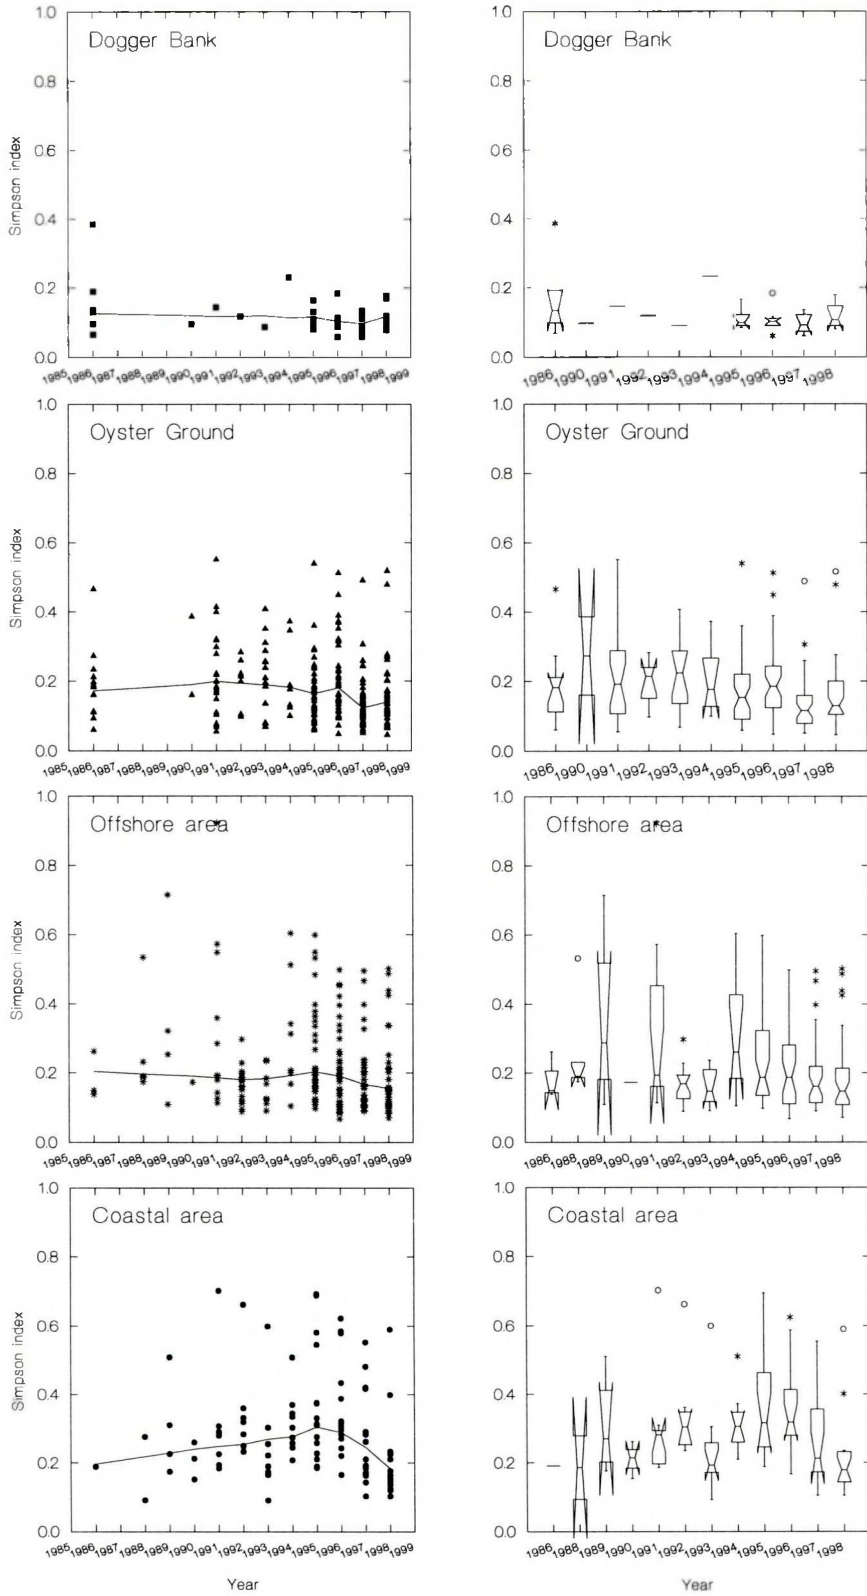 Dogger Bank
1.0
0.8
0.6
0.4
0.2
0.0
Simpson index
1985 1986 1987 1988 1989 1990 1991 1992 1993 1994 1995 1996 1997 1998 1999
Dogger Bank
1.0
0.8
0.6
0.4
0.2
0.0
1986 1990 1991 1992 1993 1994 1995 1996 1997 1998
Oyster Ground
1.0
0.8
0.6
0.4
0.2
0.0
Simpson index
1985 1986 1987 1988 1989 1990 1991 1992 1993 1994 1995 1996 1997 1998 1999
Oyster Ground
1.0
0.8
0.6
0.4
0.2
0.0
1986 1990 1991 1992 1993 1994 1995 1996 1997 1998
Offshore area
1.0
0.8
0.6
0.4
0.2
0.0
Simpson index
1985 1986 1987 1988 1989 1990 1991 1992 1993 1994 1995 1996 1997 1998 1999
Offshore area
1.0
0.8
0.6
0.4
0.2
0.0
1986 1988 1989 1990 1991 1992 1993 1994 1995 1996 1997 1998
Coastal area
1.0
0.8
0.6
0.4
0.2
0.0
Simpson index
1985 1986 1987 1988 1989 1990 1991 1992 1993 1994 1995 1996 1997 1998 1999
Year
Coastal area
1.0
0.8
0.6
0.4
0.2
0.0
1986 1988 1989 1990 1991 1992 1993 1994 1995 1996 1997 1998
Year